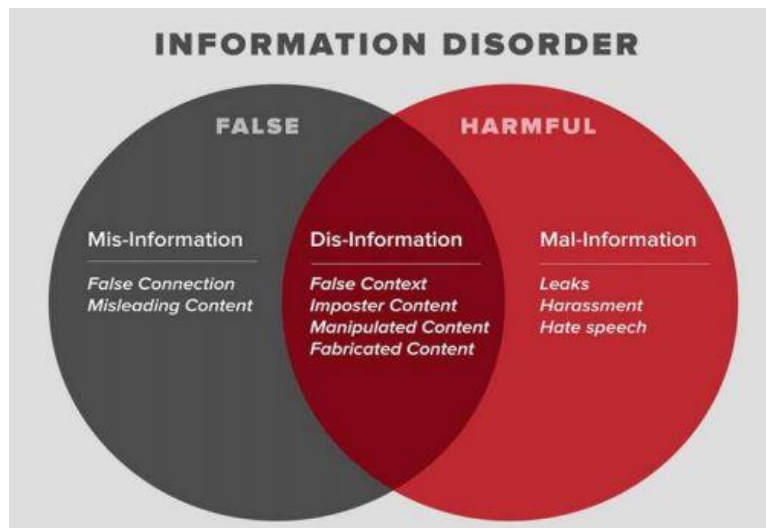 INFORMATION DISORDER
FALSE
HARMFUL
Mis-Information
False Connection
Misleading Content
Dis-Information
False Context
Imposter Content
Manipulated Content
Fabricated Content
Mal-Information
Leaks
Harassment
Hate speech